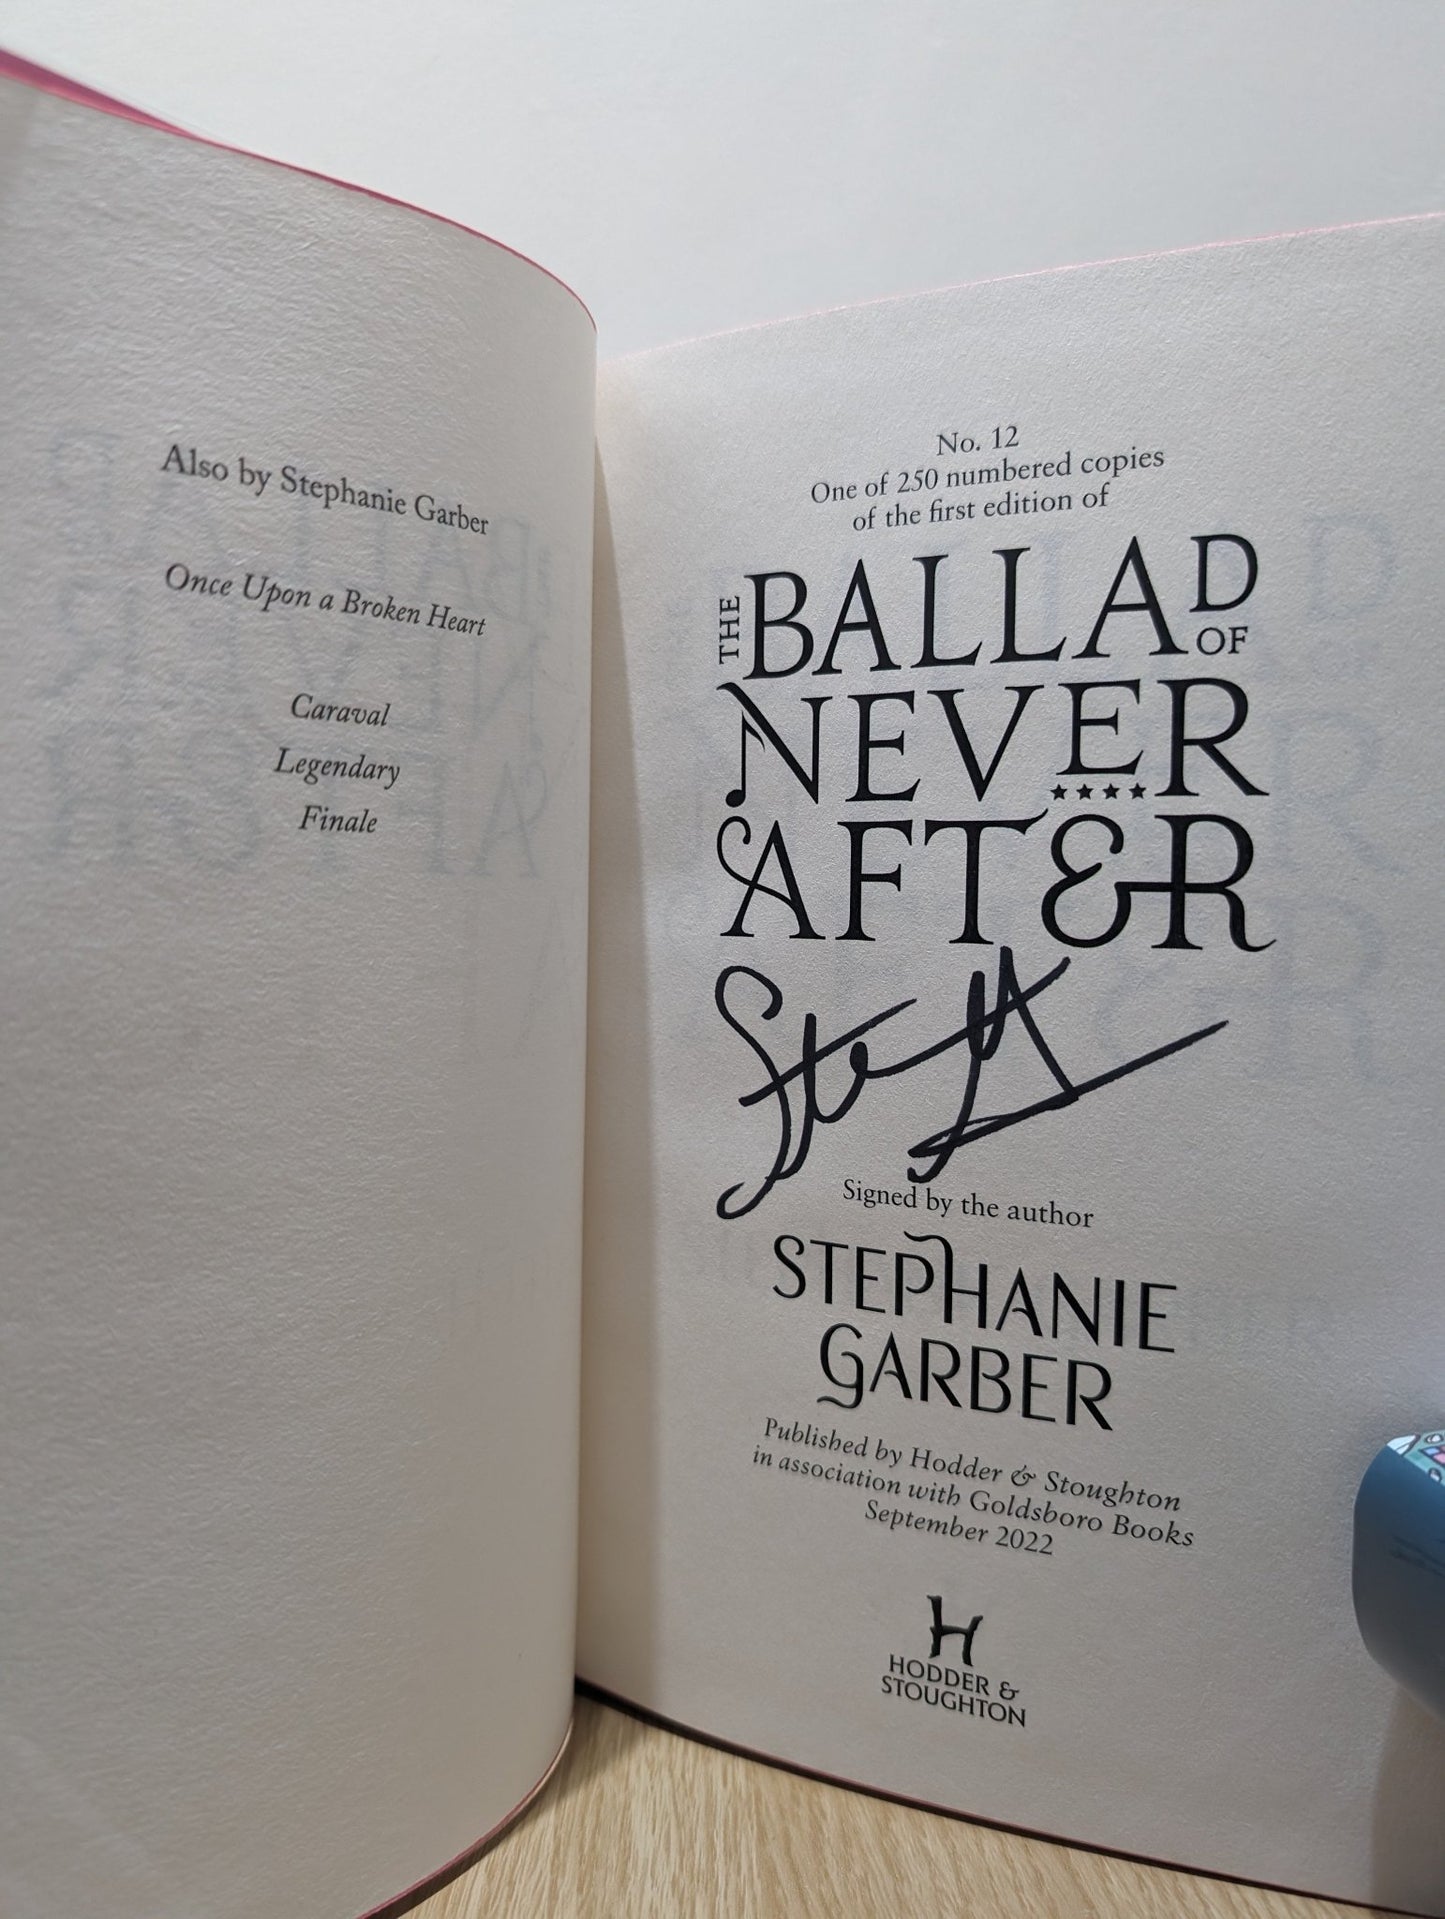 Also by Stephanie Garber
Once Upon a Broken Heart
Caraval
Legendary
Finale
No. 12
One of 250 numbered copies
of the first edition of
THE BALLAD OF
NEVER
AFTER
Signed by the author
STEPHANIE
GARBER
Published by Hodder & Stoughton
in association with Goldsboro Books
September 2022
H
HODDER &
STOUGHTON